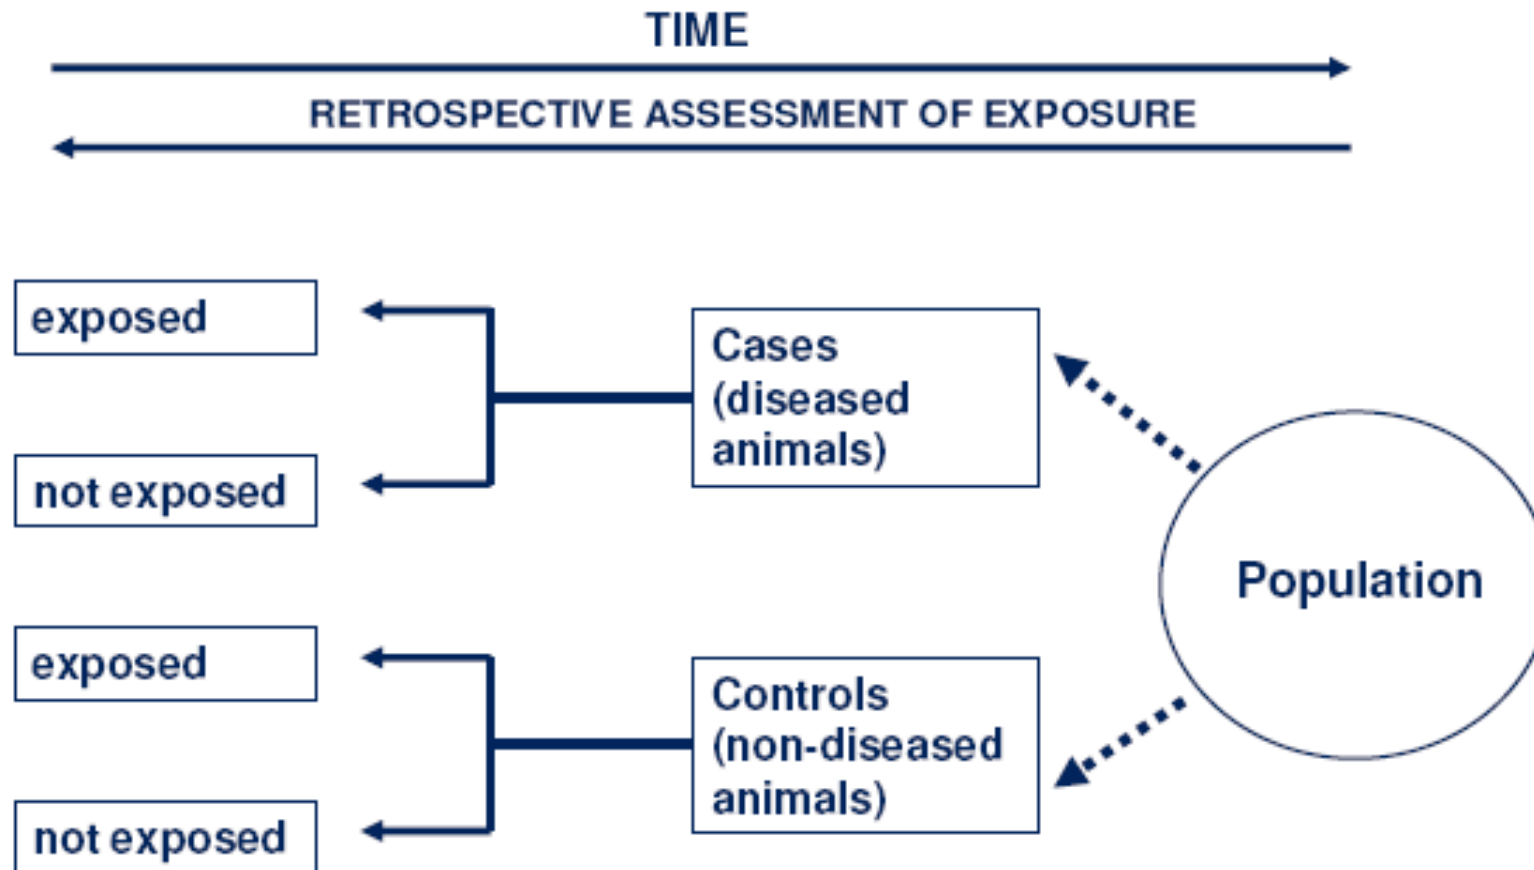 TIME
RETROSPECTIVE ASSESSMENT OF EXPOSURE
exposed
not exposed
Cases
(diseased
animals)
Population
exposed
not exposed
Controls
(non-diseased
animals)